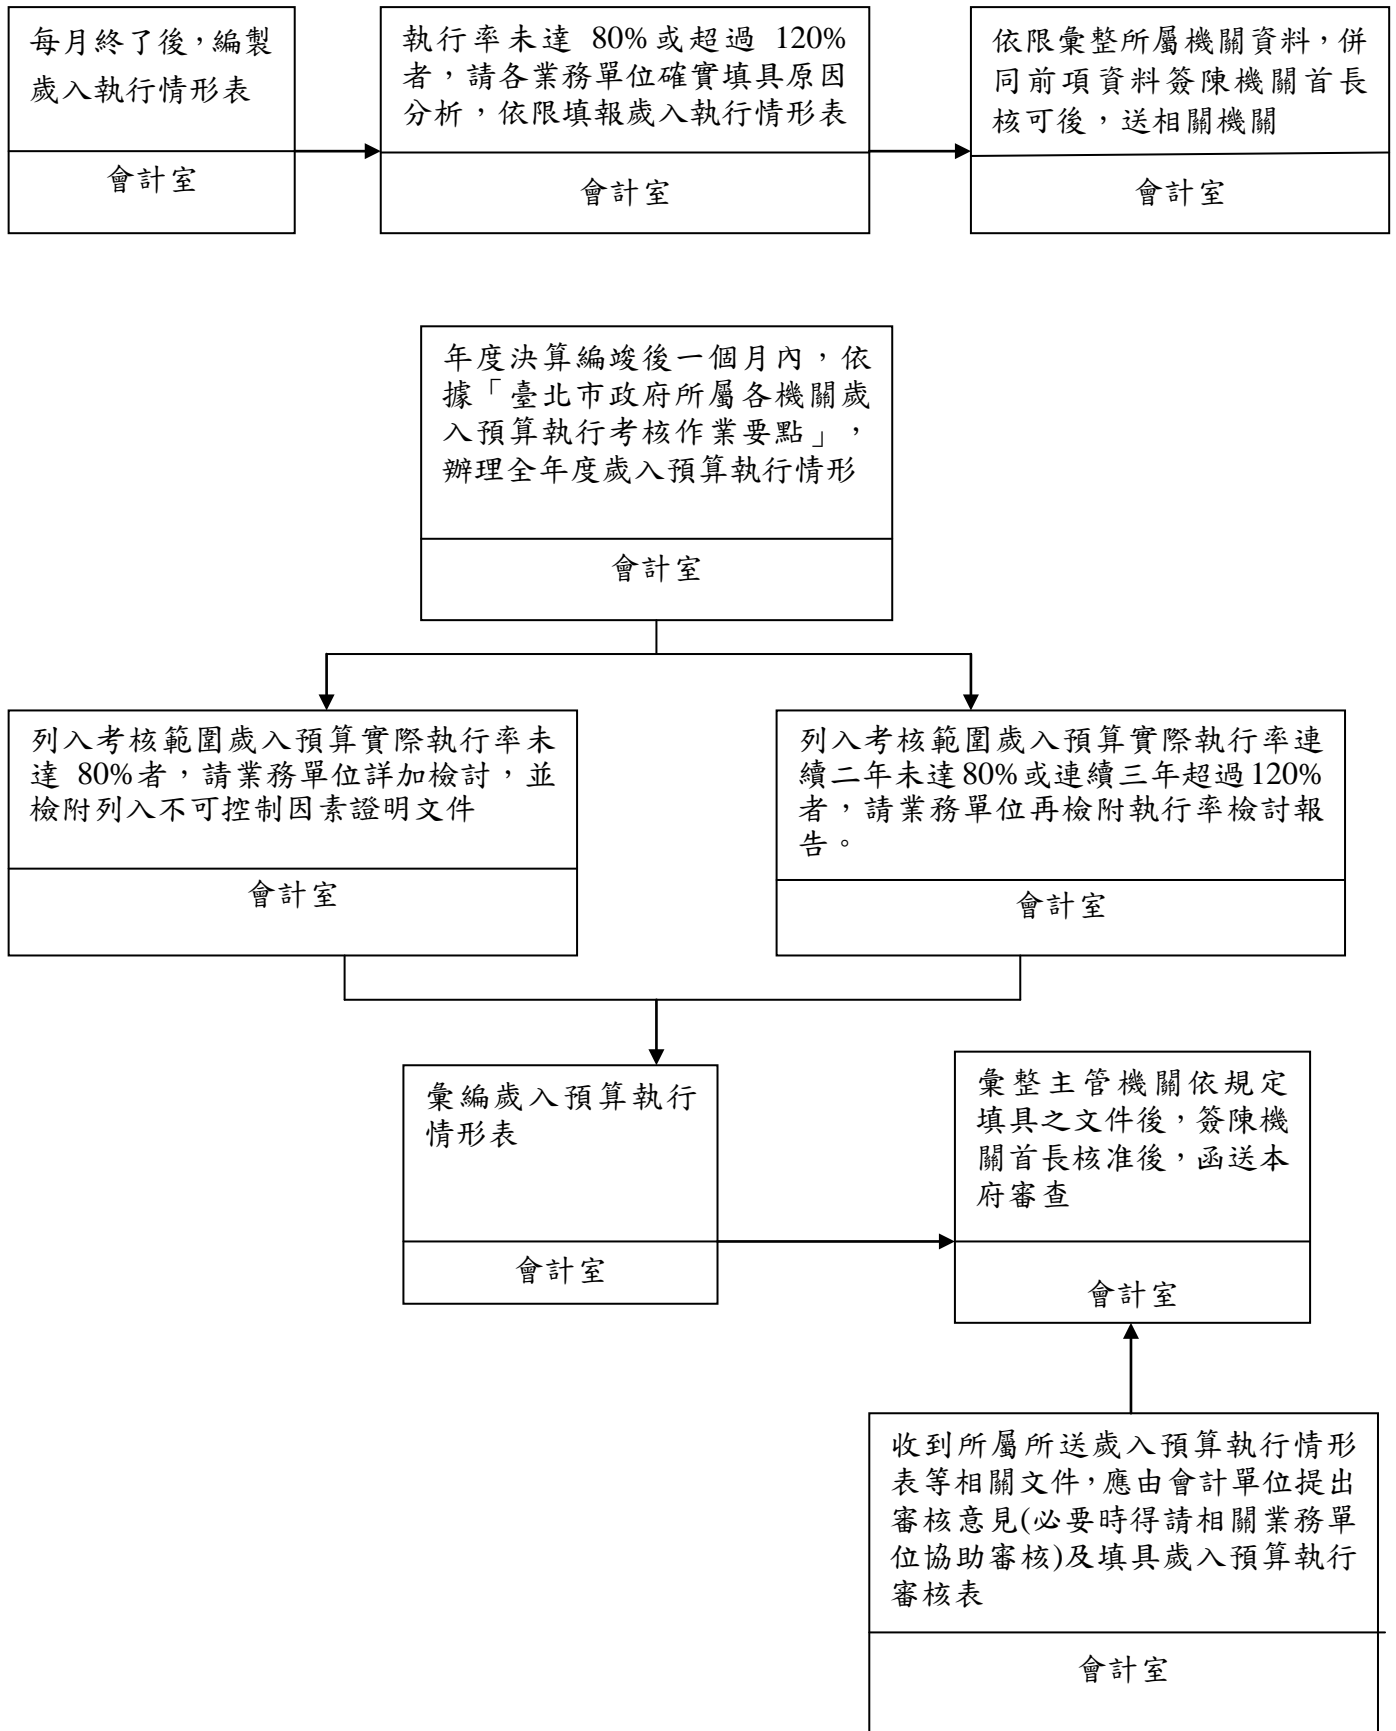 每月終了後，編製
歲入執行情形表
會計室
執行率未達 80%或超過 120%
者，請各業務單位確實填具原因
分析，依限填報歲入執行情形表
會計室
依限彙整所屬機關資料，併
同前項資料簽陳機關首長
核可後，送相關機關
會計室
年度決算編竣後一個月內，依
據「臺北市政府所屬各機關歲
入預算執行考核作業要點」，
辦理全年度歲入預算執行情形
會計室
列入考核範圍歲入預算實際執行率未
達 80%者，請業務單位詳加檢討，並
檢附列入不可控制因素證明文件
會計室
列入考核範圍歲入預算實際執行率連
續二年未達80%或連續三年超過120%
者，請業務單位再檢附執行率檢討報
告。
會計室
彙編歲入預算執行
情形表
會計室
彙整主管機關依規定
填具之文件後，簽陳機
關首長核准後，函送本
府審查
會計室
收到所屬所送歲入預算執行情形
表等相關文件，應由會計單位提出
審核意見(必要時得請相關業務單
位協助審核)及填具歲入預算執行
審核表
會計室